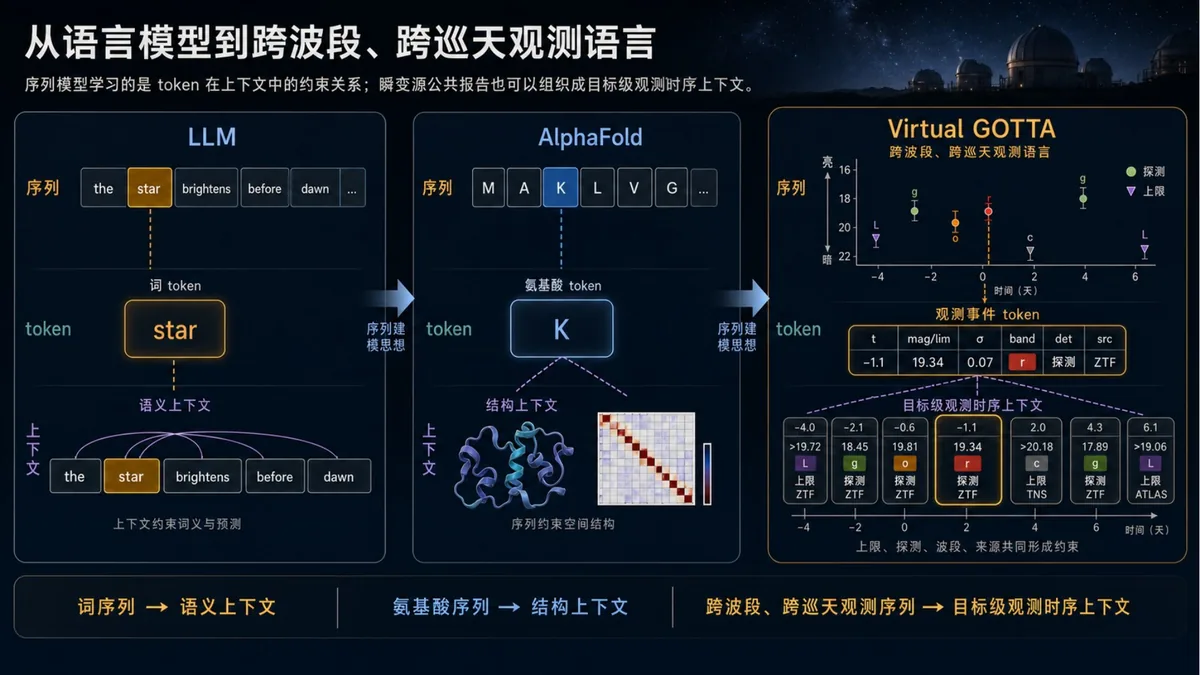 从语言模型到跨波段、跨巡天观测语言
序列模型学习的是 token 在上下文中的约束关系；瞬变源公共报告也可以组织成目标级观测时序上下文。
LLM
序列
the star brightens before dawn ...
词 token
token
star
语义上下文
上下文
the star brightens before dawn
上下文约束词义与预测
序列建模思想
AlphaFold
序列
M A K L V G ...
氨基酸 token
token
K
结构上下文
上下文
序列约束空间结构
序列建模思想
Virtual GOTTA
跨波段、跨巡天观测语言
序列
亮
暗
16
18
20
22
L g o r c g L
探测
上限
−4 −2 0 2 4 6
时间（天）
观测事件 token
token
t mag/lim σ band det src
−1.1 19.34 0.07 r 探测 ZTF
目标级观测时序上下文
−4.0 −2.1 −0.6 −1.1 2.0 4.3 6.1
>19.72 18.45 19.81 19.34 >20.18 17.89 >19.06
L g o r c g L
上限 探测 探测 探测 上限 探测 上限
ZTF ZTF ZTF ZTF TNS ZTF ATLAS
−4 −2 0 2 4 6 时间（天）
上限、探测、波段、来源共同形成约束
词序列 → 语义上下文
氨基酸序列 → 结构上下文
跨波段、跨巡天观测序列 → 目标级观测时序上下文